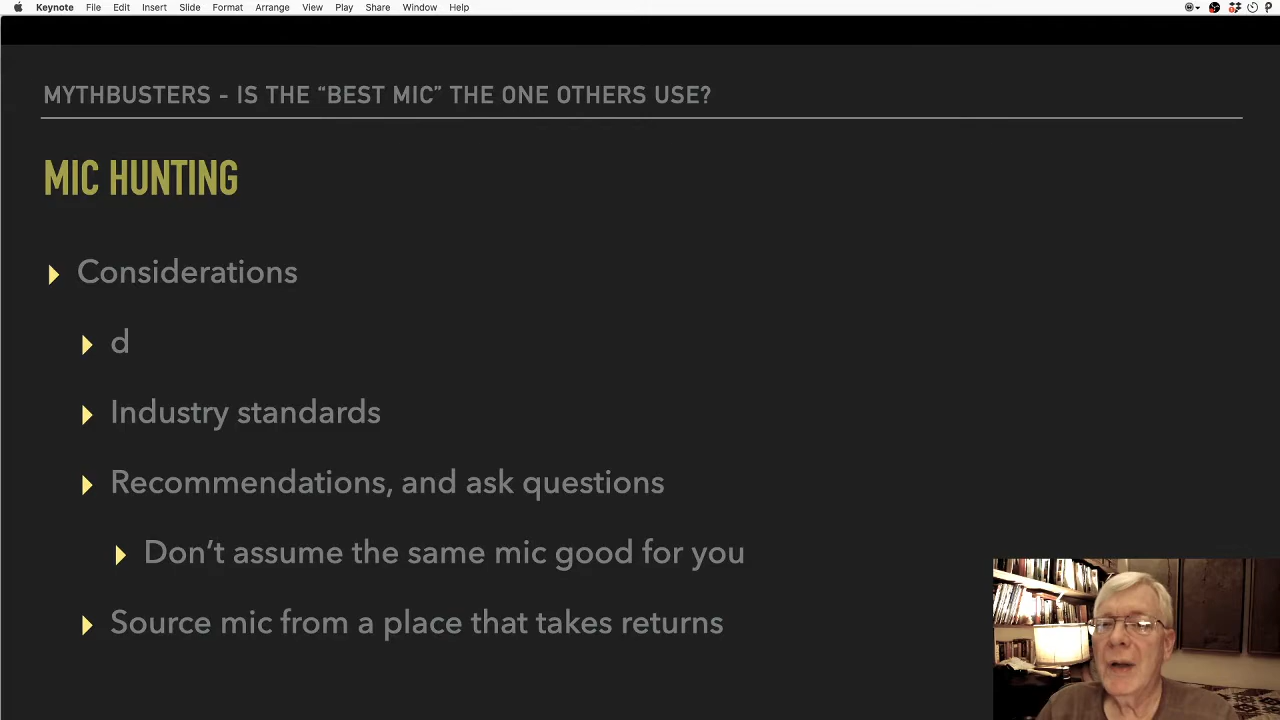 Keynote File Edit Insert Slide Format Arrange View Play Share Window Help
MYTHBUSTERS - IS THE “BEST MIC” THE ONE OTHERS USE?
MIC HUNTING
Considerations
d
Industry standards
Recommendations, and ask questions
Don’t assume the same mic good for you
Source mic from a place that takes returns